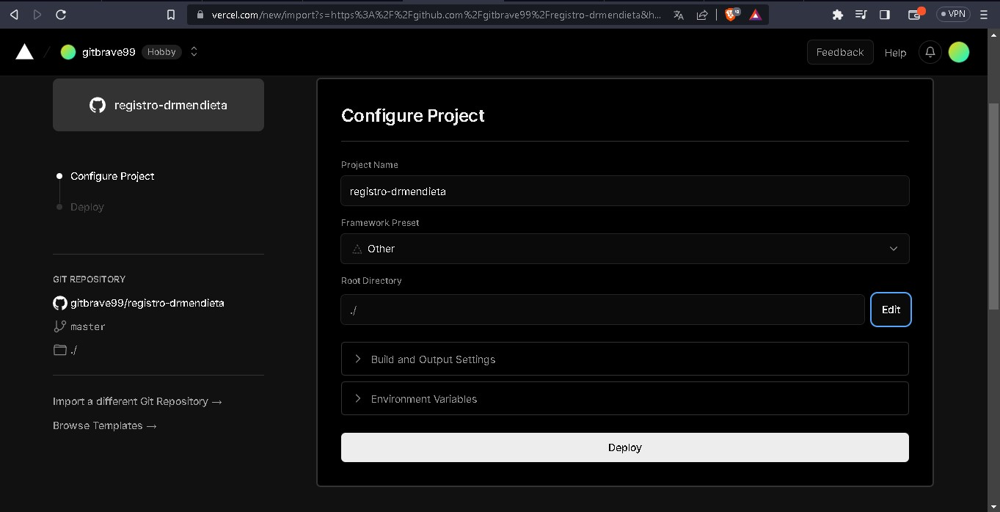 vercel.com/new/import?s=https%3A%2F%2Fgithub.com%2Fgitbrave99%2Fregistro-drmendieta&h...
VPN
gitbrave99 Hobby
Feedback Help
registro-drmendieta
Configure Project
Deploy
GIT REPOSITORY
gitbrave99/registro-drmendieta
master
./
Import a different Git Repository →
Browse Templates →
Configure Project
Project Name
registro-drmendieta
Framework Preset
Other
Root Directory
./
Edit
Build and Output Settings
Environment Variables
Deploy